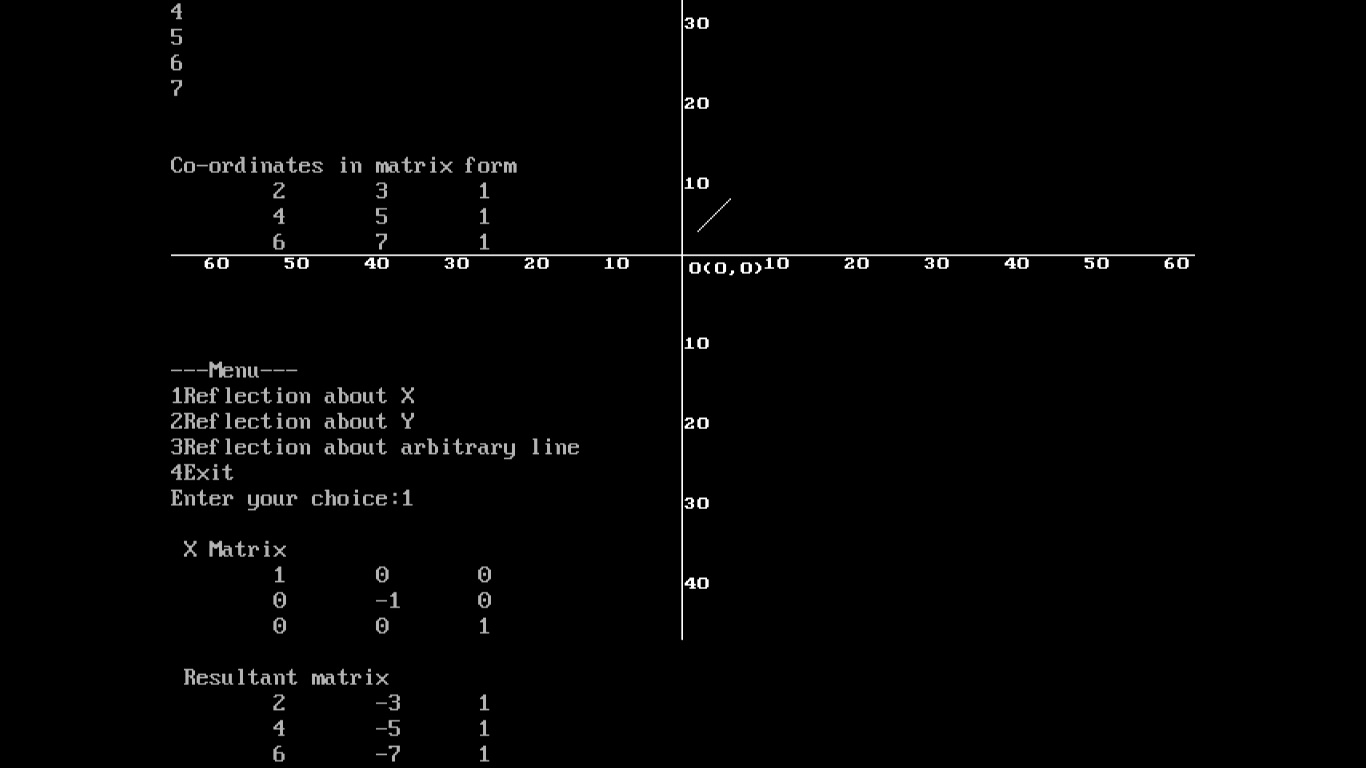 4
5
6
7
Co-ordinates in matrix form
2 3 1
4 5 1
6 7 1
30
20
10
60 50 40 30 20 10 O(0,0) 10 20 30 40 50 60
10
20
30
40
---Menu---
1Reflection about X
2Reflection about Y
3Reflection about arbitrary line
4Exit
Enter your choice:1
X Matrix
1 0 0
0 -1 0
0 0 1
Resultant matrix
2 -3 1
4 -5 1
6 -7 1